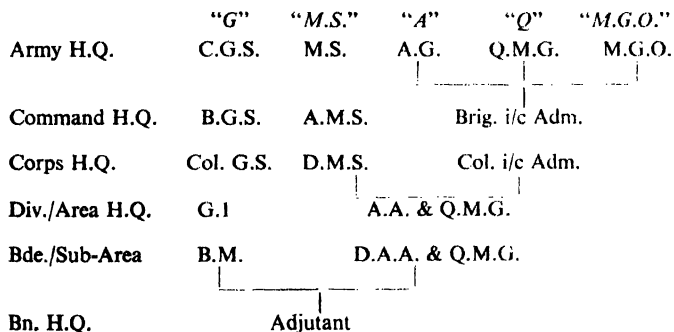 "G" "M.S." "A" "Q" "M.G.O."
Army H.Q. C.G.S. M.S. A.G. Q.M.G. M.G.O.
Command H.Q. B.G.S. A.M.S. Brig. i/c Adm.
Corps H.Q. Col. G.S. D.M.S. Col. i/c Adm.
Div./Area H.Q. G.1 A.A. & Q.M.G.
Bde./Sub-Area B.M. D.A.A. & Q.M.G.
Bn. H.Q. Adjutant